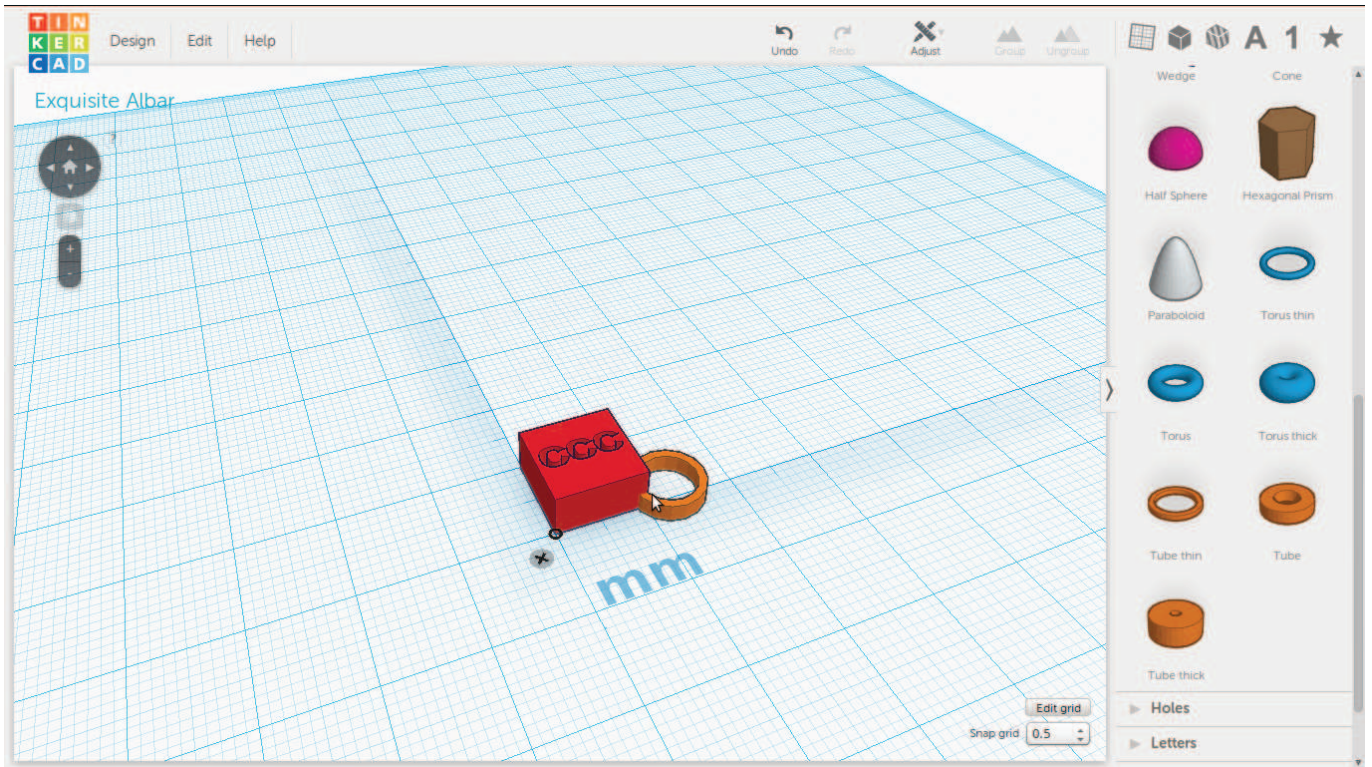 TIN
KER
CAD
Design Edit Help
Undo Redo Adjust Group Ungroup
A 1
Exquisite Albar
?
+
-
CCC
mm
Edit grid
Snap grid 0.5
Wedge Cone
Half Sphere Hexagonal Prism
Paraboloid Torus thin
Torus Torus thick
Tube thin Tube
Tube thick
Holes
Letters